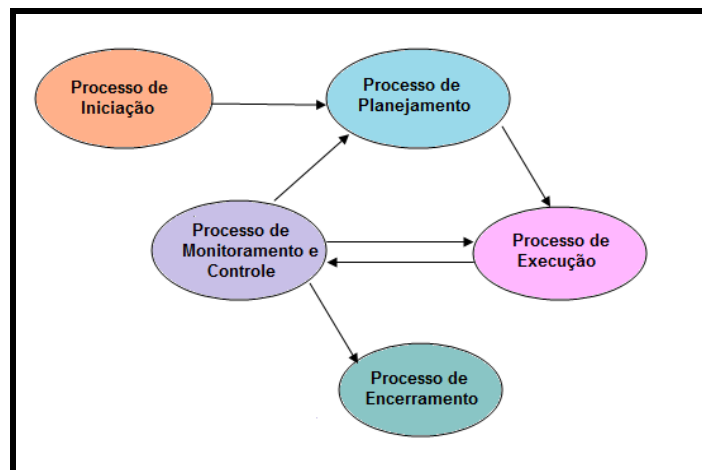 Processo de
Iniciação
Processo de
Planejamento
Processo de
Monitoramento e
Controle
Processo de
Execução
Processo de
Encerramento